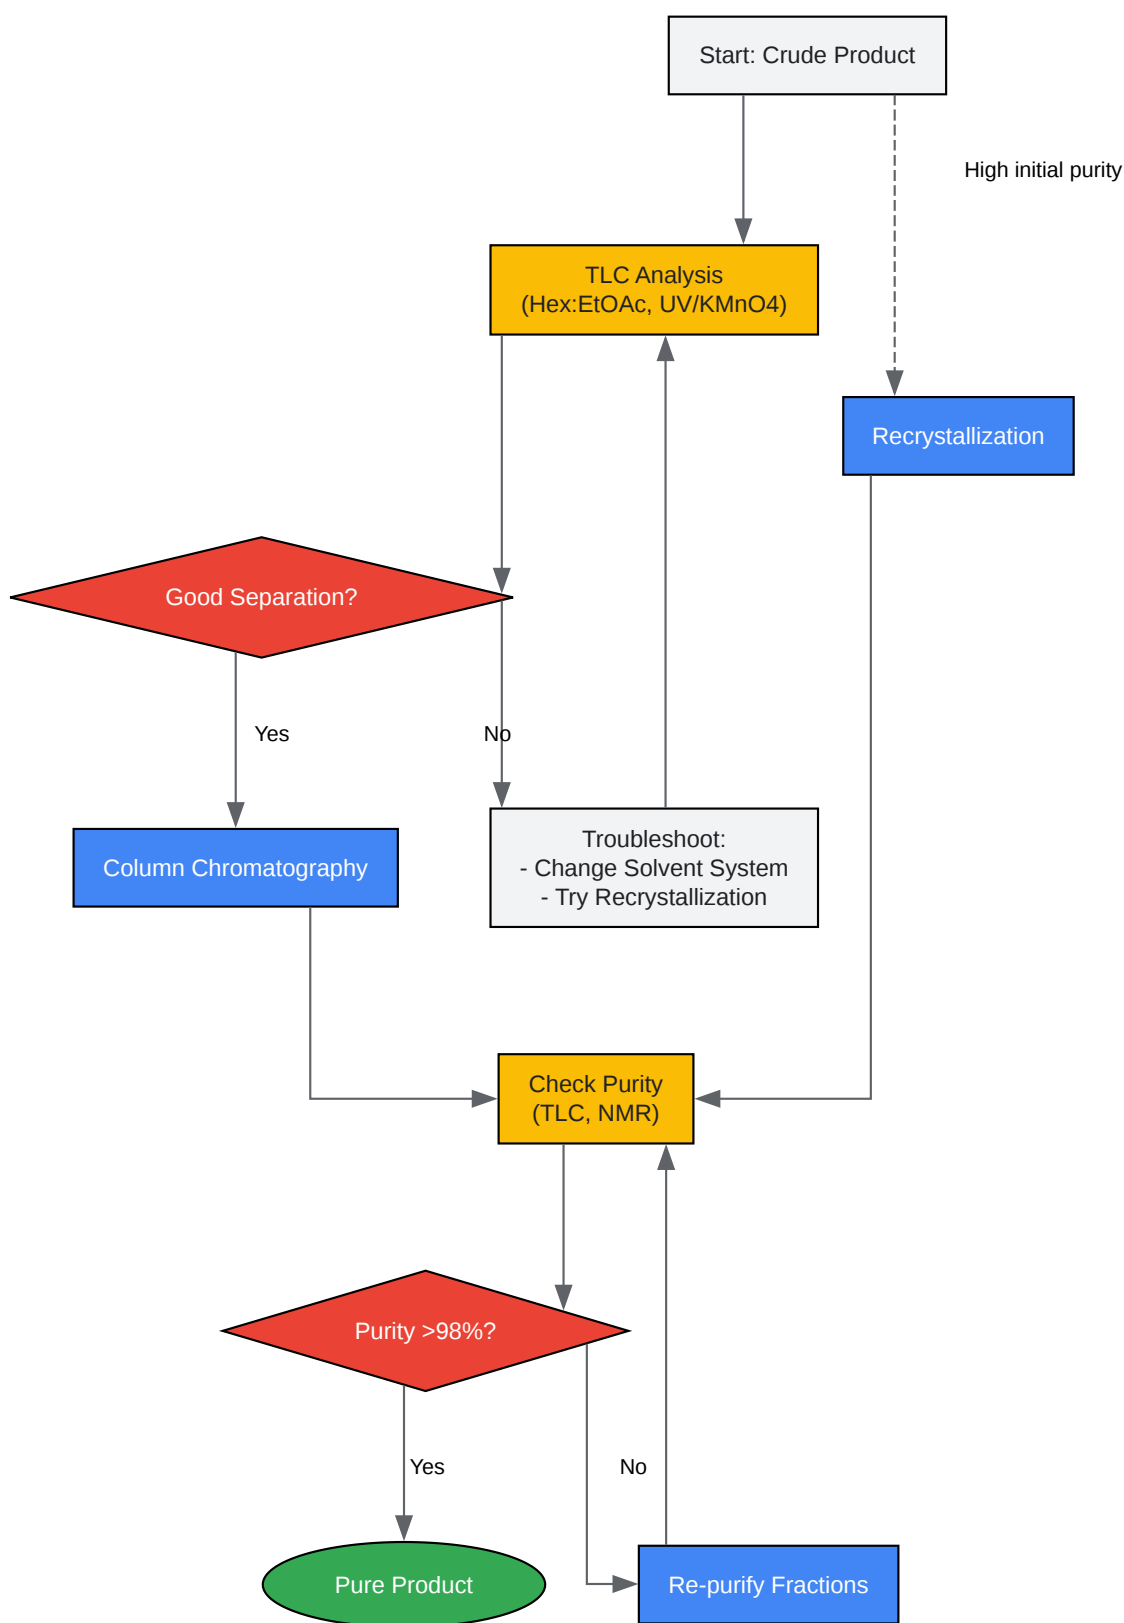 Start: Crude Product
High initial purity
TLC Analysis
(Hex:EtOAc, UV/KMnO4)
Recrystallization
Good Separation?
Yes
No
Troubleshoot:
- Change Solvent System
- Try Recrystallization
Column Chromatography
Check Purity
(TLC, NMR)
Purity >98%?
Yes
No
Pure Product
Re-purify Fractions